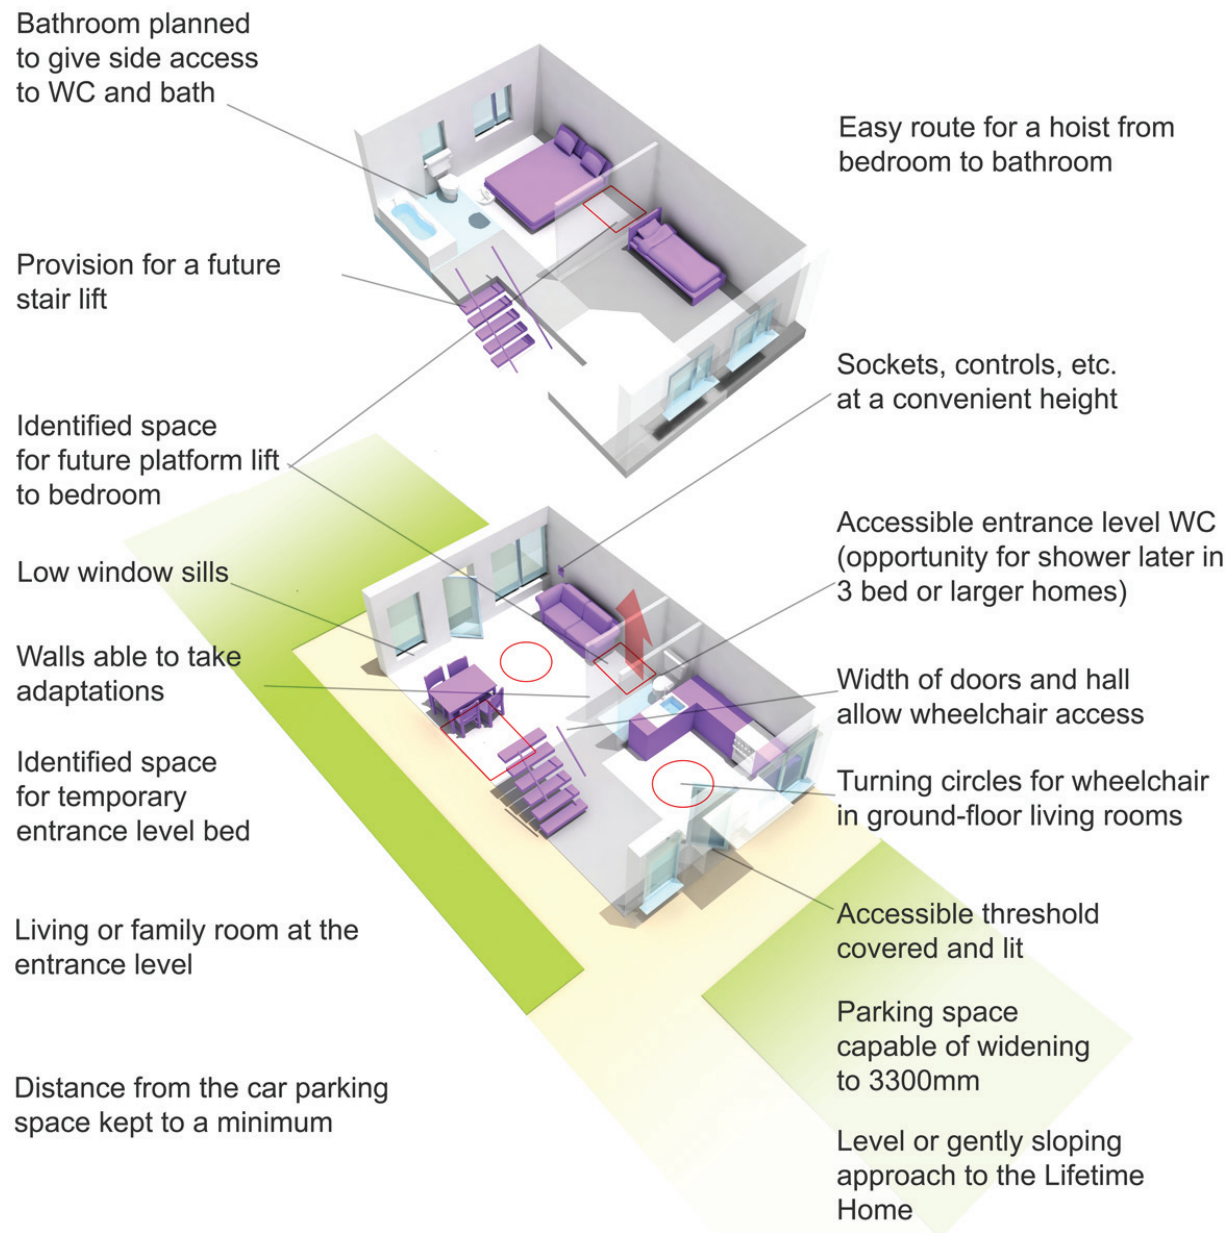 Bathroom planned
to give side access
to WC and bath
Provision for a future
stair lift
Identified space
for future platform lift
to bedroom
Low window sills
Walls able to take
adaptations
Identified space
for temporary
entrance level bed
Living or family room at the
entrance level
Distance from the car parking
space kept to a minimum
Easy route for a hoist from
bedroom to bathroom
Sockets, controls, etc.
at a convenient height
Accessible entrance level WC
(opportunity for shower later in
3 bed or larger homes)
Width of doors and hall
allow wheelchair access
Turning circles for wheelchair
in ground-floor living rooms
Accessible threshold
covered and lit
Parking space
capable of widening
to 3300mm
Level or gently sloping
approach to the Lifetime
Home